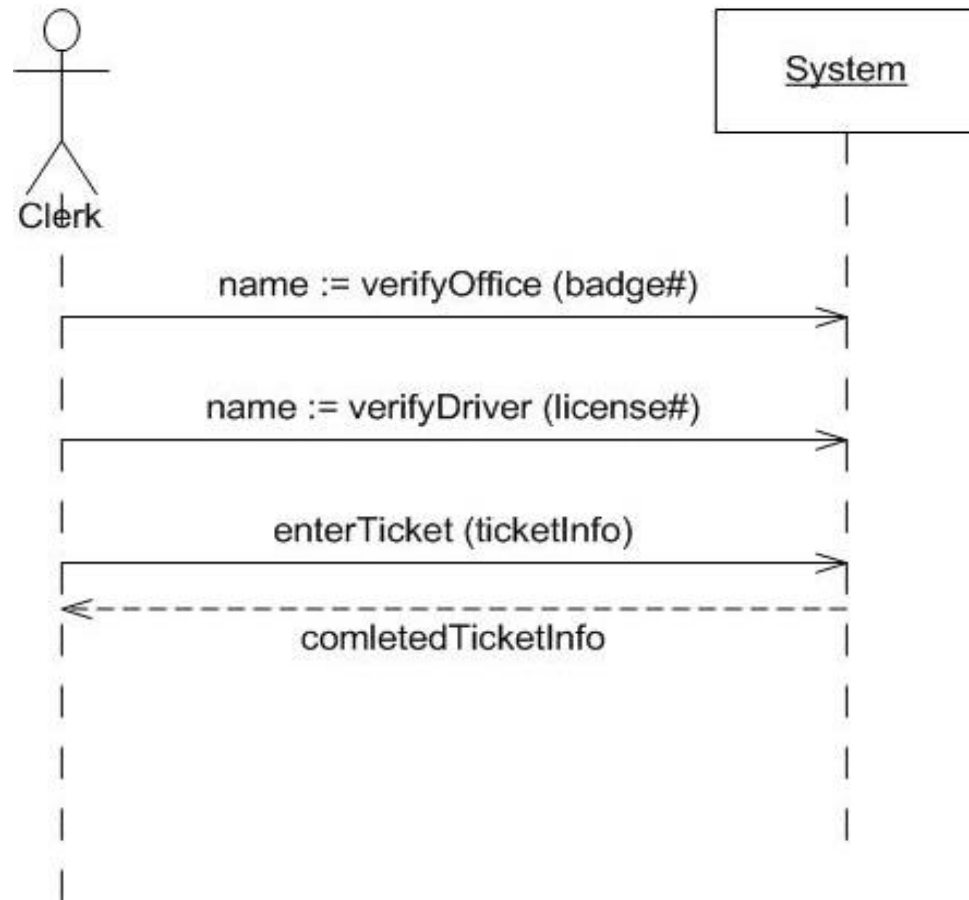 System
Clerk
name := verifyOffice (badge#)
name := verifyDriver (license#)
enterTicket (ticketInfo)
comletedTicketInfo